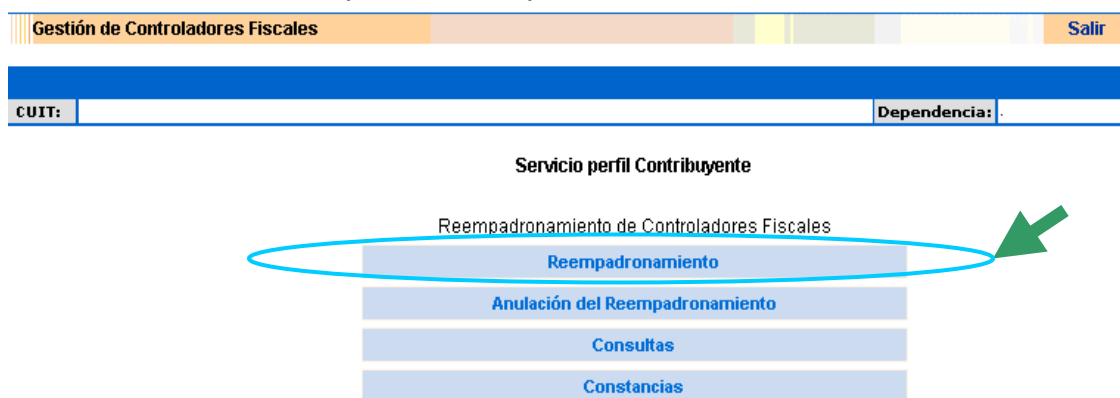 Gestión de Controladores Fiscales Salir
CUIT: Dependencia:
Servicio perfil Contribuyente
Reempadronamiento de Controladores Fiscales
Reempadronamiento
Anulación del Reempadronamiento
Consultas
Constancias